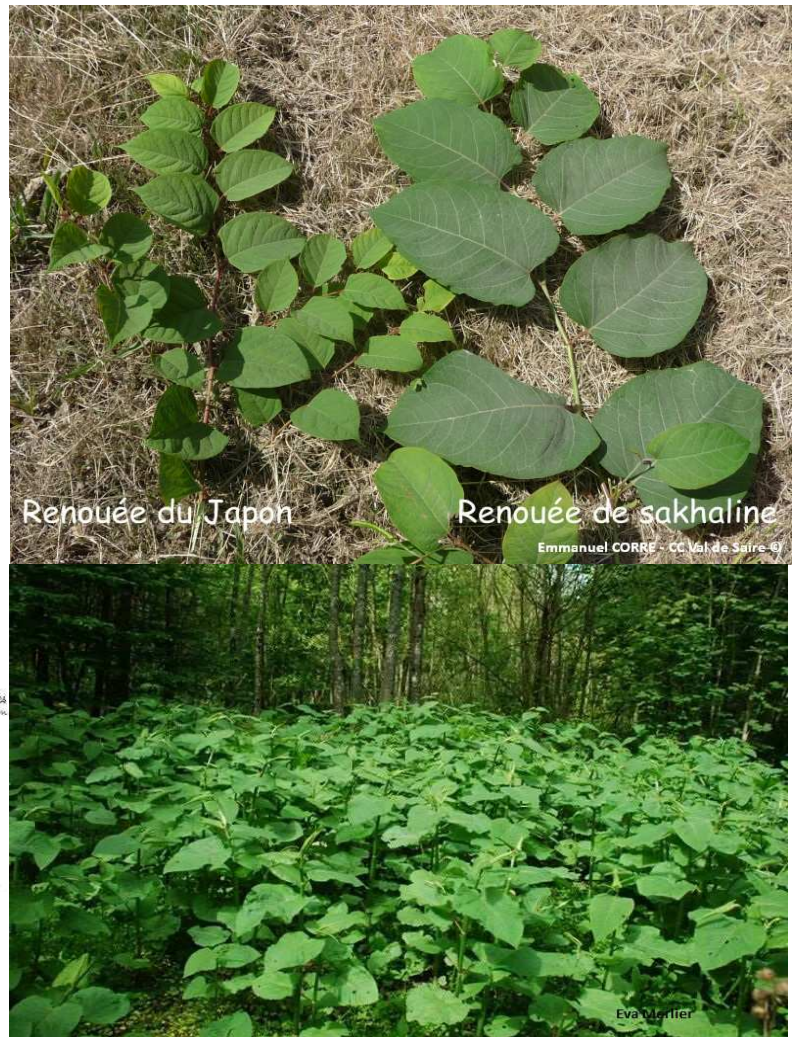 Renouée du Japon
Renouée de sakhaline
Emmanuel CORRE - CC Val de Saire ©
Eva Merlier